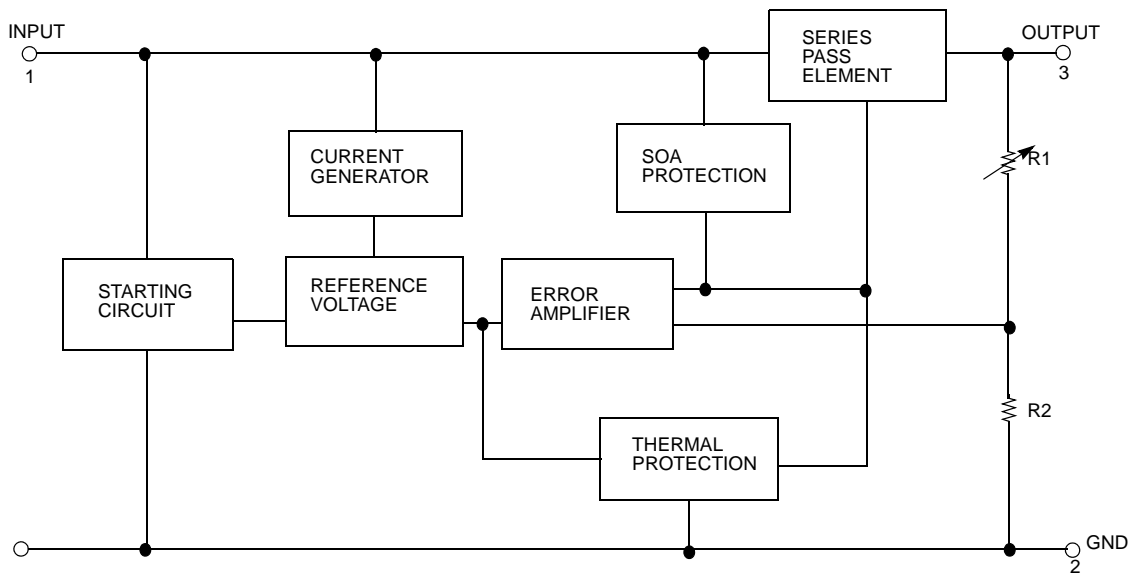 INPUT
1
SERIES
PASS
ELEMENT
OUTPUT
3
CURRENT
GENERATOR
SOA
PROTECTION
R1
STARTING
CIRCUIT
REFERENCE
VOLTAGE
ERROR
AMPLIFIER
R2
THERMAL
PROTECTION
GND
2